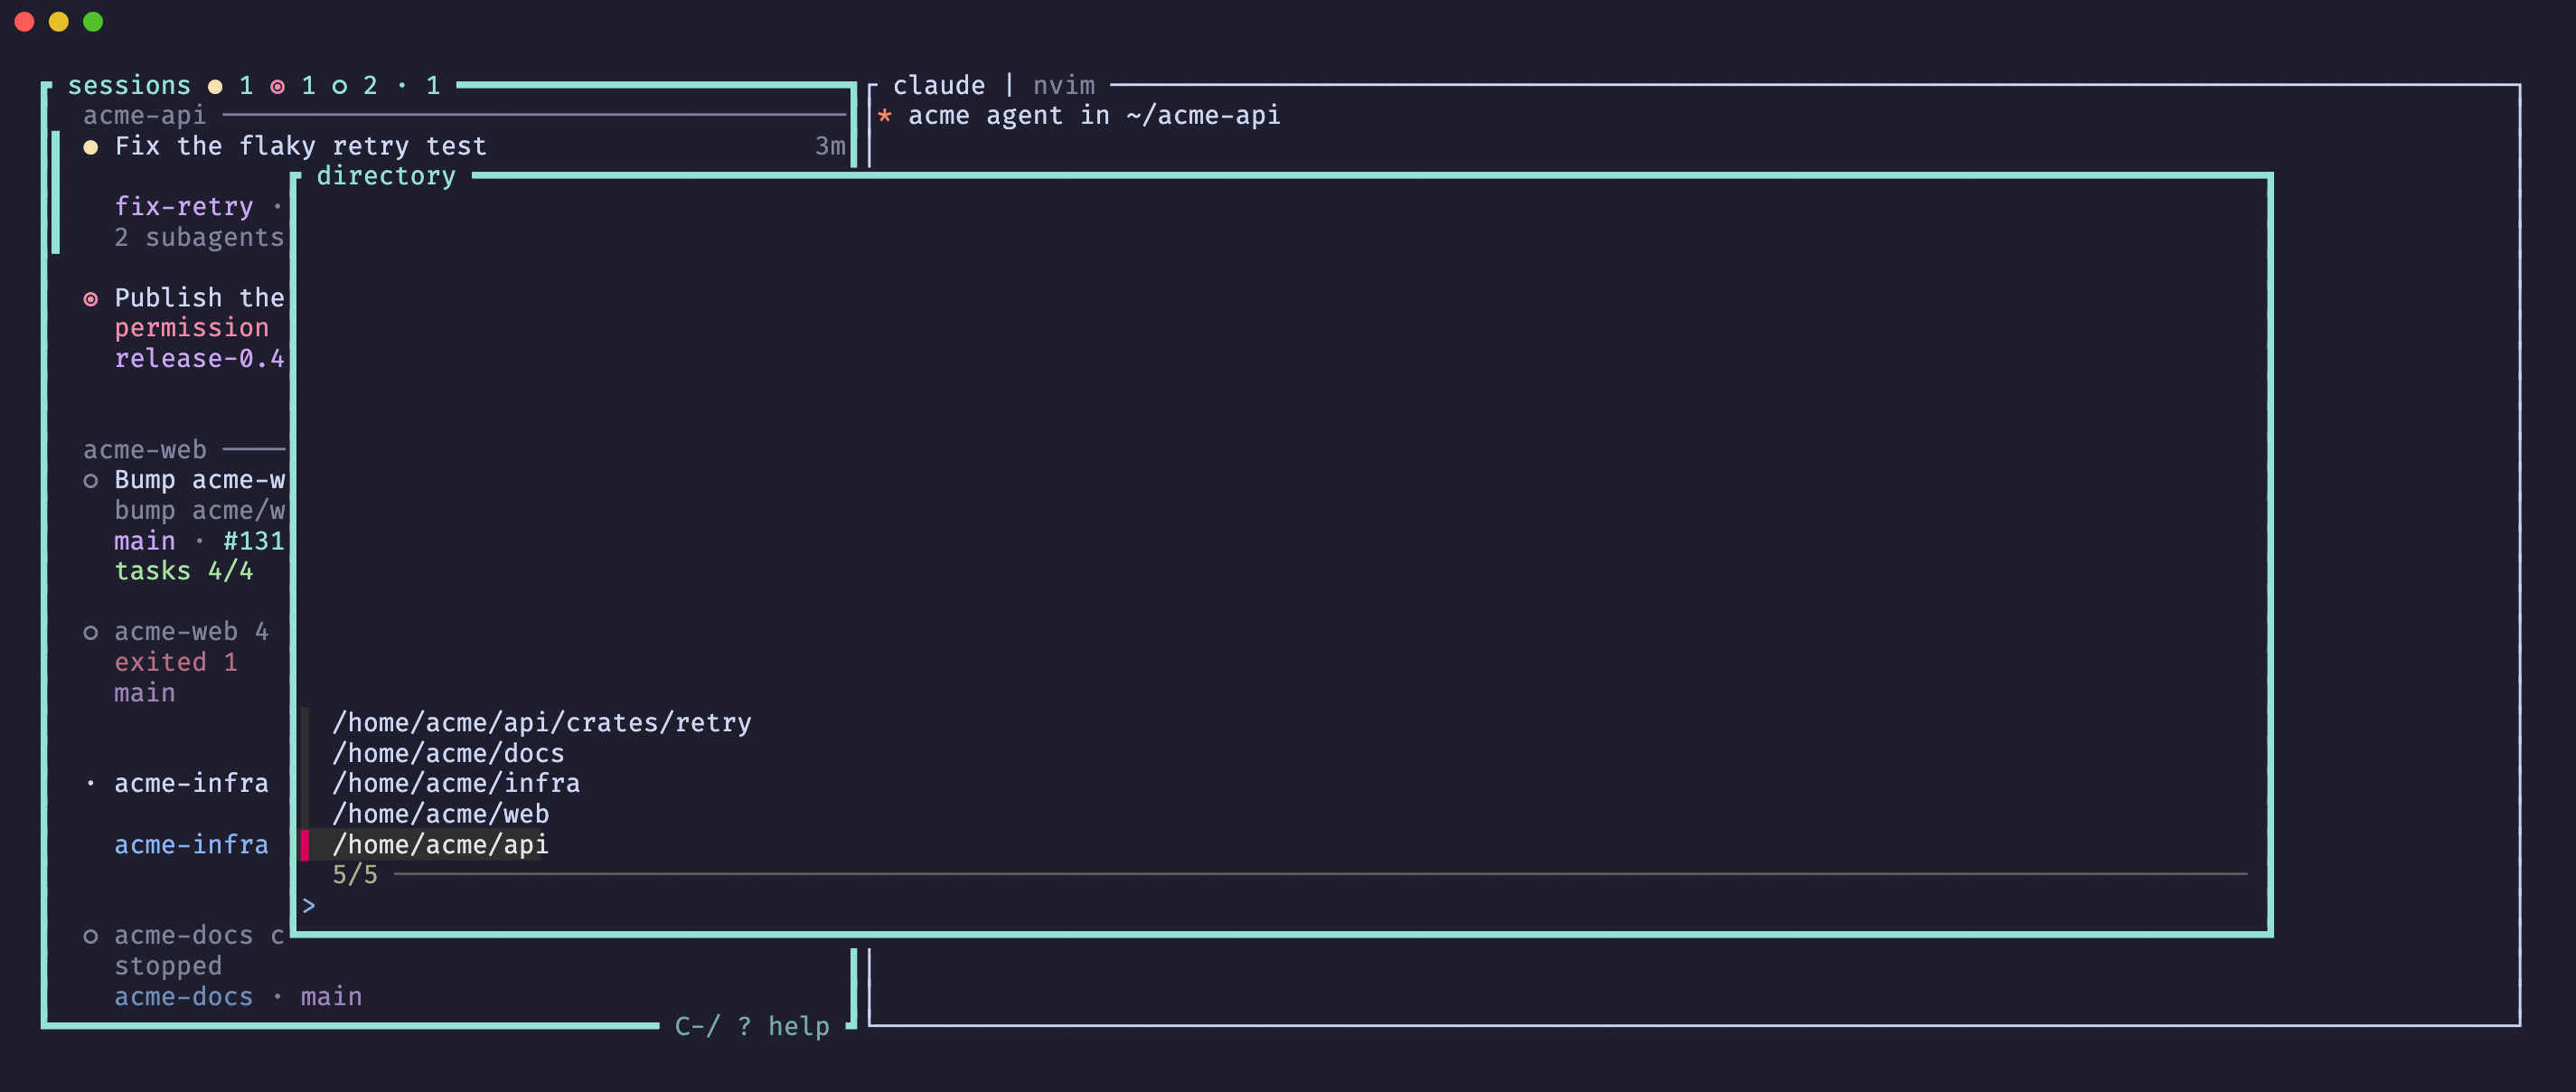 sessions ● 1 ◉ 1 ○ 2 · 1
acme-api
● Fix the flaky retry test 3m
fix-retry ·
2 subagents
◉ Publish the
permission
release-0.4
acme-web
○ Bump acme-w
bump acme/w
main · #131
tasks 4/4
○ acme-web 4
exited 1
main
· acme-infra
acme-infra
○ acme-docs c
stopped
acme-docs · main
C-/ ? help
claude | nvim
* acme agent in ~/acme-api
directory
/home/acme/api/crates/retry
/home/acme/docs
/home/acme/infra
/home/acme/web
/home/acme/api
5/5
>